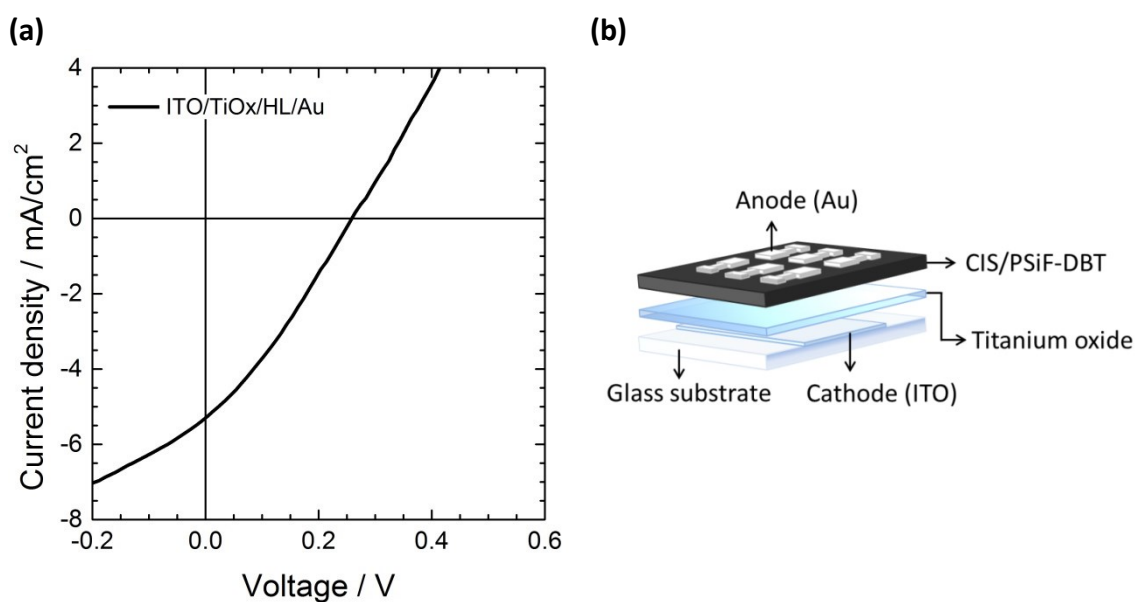 (a)
(b)
4
2
0
-2
-4
-6
-8
ITO/TiOx/HL/Au
Current density / mA/cm²
-0.2
0.0
0.2
0.4
0.6
Voltage / V
Anode (Au)
CIS/PSiF-DBT
Titanium oxide
Glass substrate
Cathode (ITO)